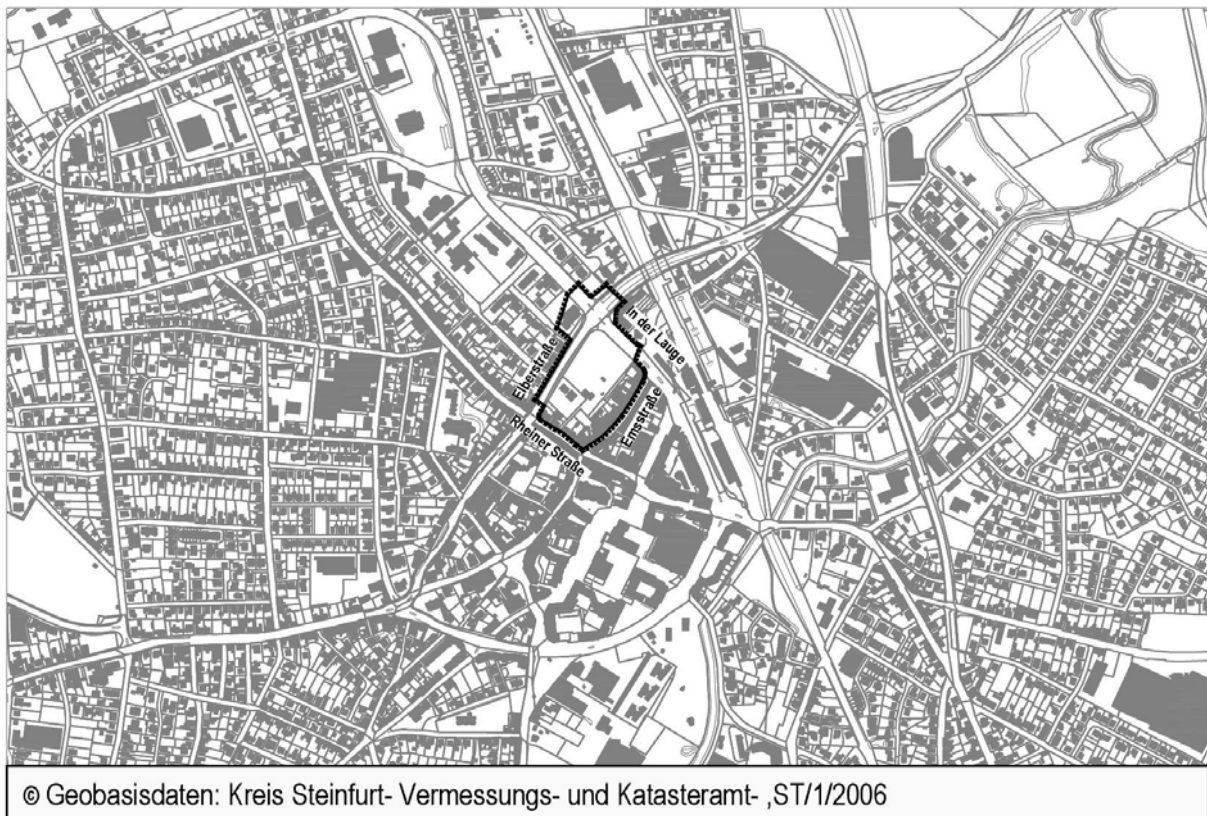 In der Lauge
Elberstraße
Emsstraße
Rheiner Straße
© Geobasisdaten: Kreis Steinfurt- Vermessungs- und Katasteramt- ,ST/1/2006